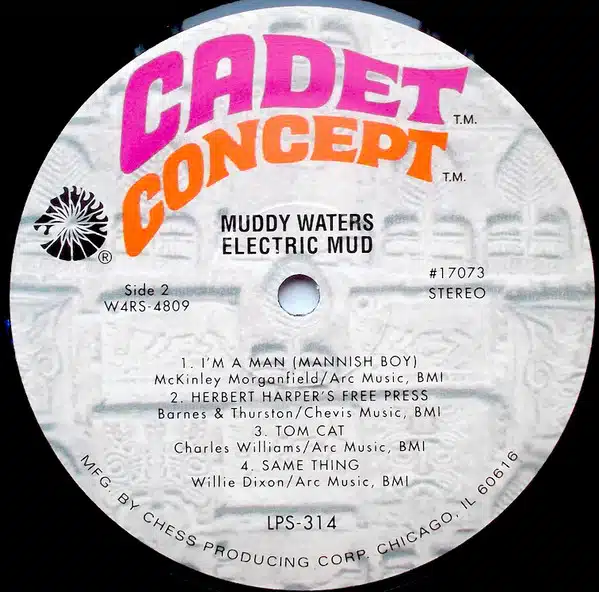 CADET T.M.
CONCEPT T.M.
®
MUDDY WATERS
ELECTRIC MUD
Side 2
W4RS-4809
#17073
STEREO
1. I'M A MAN (MANNISH BOY)
McKinley Morganfield/Arc Music, BMI
2. HERBERT HARPER'S FREE PRESS
Barnes & Thurston/Chevis Music, BMI
3. TOM CAT
Charles Williams/Arc Music, BMI
4. SAME THING
Willie Dixon/Arc Music, BMI
LPS-314
MFG. BY CHESS PRODUCING CORP. CHICAGO, IL 60616